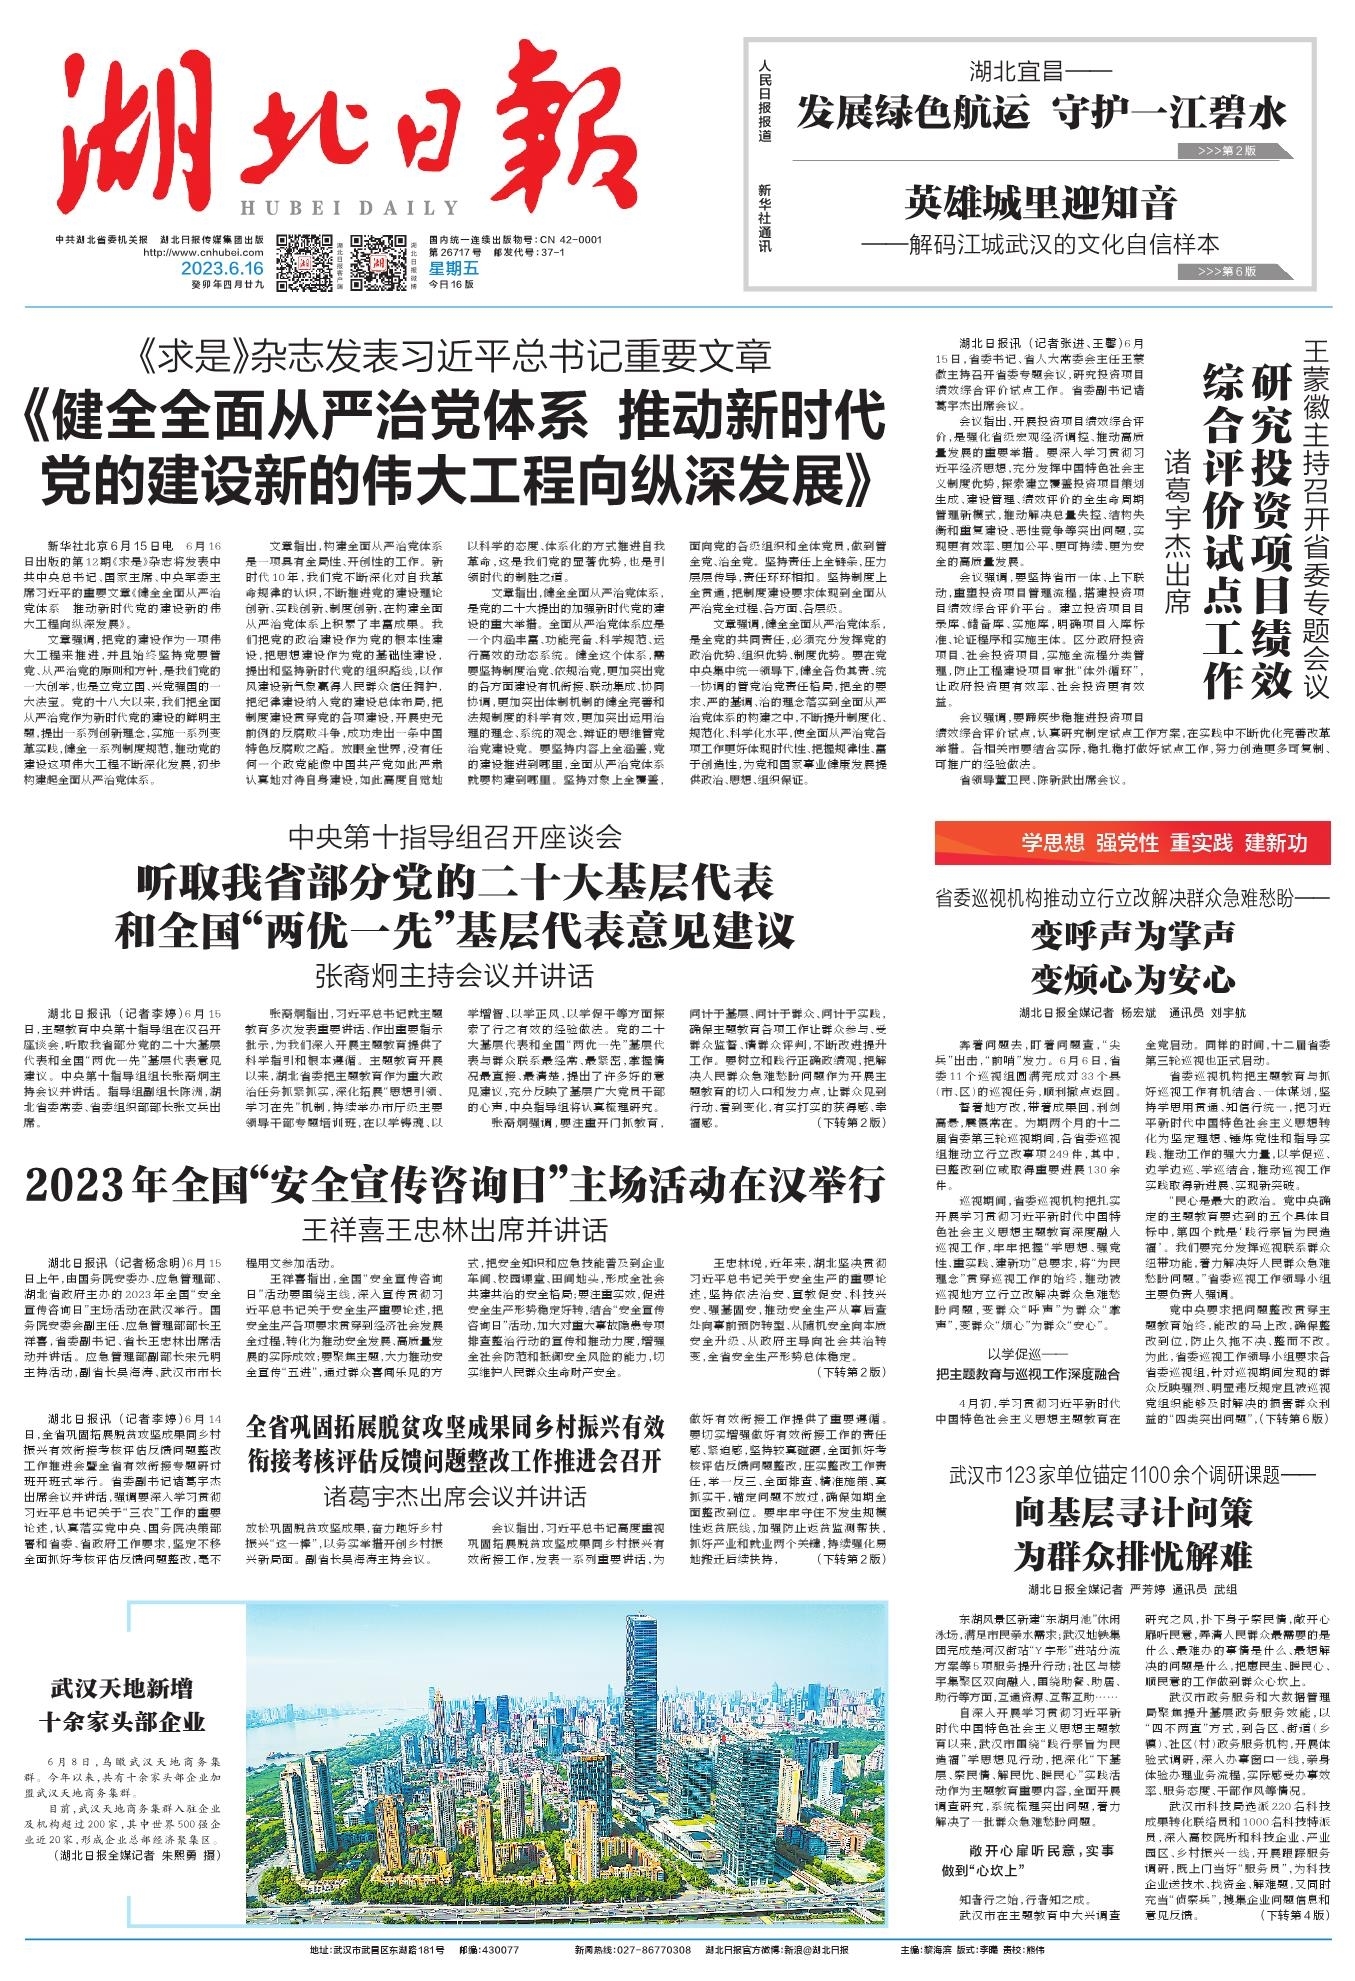 湖北日報
HUBEI DAILY
中共湖北省委机关报 湖北日报传媒集团出版
http://www.cnhubei.com
2023.6.16
癸卯年四月廿九
湖北日报客户端
湖北日报微博
国内统一连续出版物号:CN 42-0001
第26717号 邮发代号:37-1
星期五
今日16版
人民日报报道
湖北宜昌——
发展绿色航运 守护一江碧水
>>>第2版
新华社通讯
英雄城里迎知音
——解码江城武汉的文化自信样本
>>>第6版
《求是》杂志发表习近平总书记重要文章
《健全全面从严治党体系 推动新时代
党的建设新的伟大工程向纵深发展》
新华社北京6月15日电 6月16
日出版的第12期《求是》杂志将发表中
共中央总书记、国家主席、中央军委主
席习近平的重要文章《健全全面从严治
党体系 推动新时代党的建设新的伟
大工程向纵深发展》。
文章强调,把党的建设作为一项伟
大工程来推进,并且始终坚持党要管
党、从严治党的原则和方针,是我们党的
一大创举,也是立党立国、兴党强国的一
大法宝。党的十八大以来,我们把全面
从严治党作为新时代党的建设的鲜明主
题,提出一系列创新理念,实施一系列变
革实践,健全一系列制度规范,推动党的
建设这项伟大工程不断深化发展,初步
构建起全面从严治党体系。
文章指出,构建全面从严治党体系
是一项具有全局性、开创性的工作。新
时代10年,我们党不断深化对自我革
命规律的认识,不断推进党的建设理论
创新、实践创新、制度创新,在构建全面
从严治党体系上积累了丰富成果。我
们把党的政治建设作为党的根本性建
设,把思想建设作为党的基础性建设,
提出和坚持新时代党的组织路线,以作
风建设新气象赢得人民群众信任拥护,
把纪律建设纳入党的建设总体布局,把
制度建设贯穿党的各项建设,开展史无
前例的反腐败斗争,成功走出一条中国
特色反腐败之路。放眼全世界,没有任
何一个政党能像中国共产党如此严肃
认真地对待自身建设,如此高度自觉地
以科学的态度、体系化的方式推进自我
革命,这是我们党的显著优势,也是引
领时代的制胜之道。
文章指出,健全全面从严治党体系,
是党的二十大提出的加强新时代党的建
设的重大举措。全面从严治党体系应是
一个内涵丰富、功能完备、科学规范、运
行高效的动态系统。健全这个体系,需
要坚持制度治党、依规治党,更加突出党
的各方面建设有机衔接、联动集成、协同
协调,更加突出体制机制的健全完善和
法规制度的科学有效,更加突出运用治
理的理念、系统的观念、辩证的思维管党
治党建设党。要坚持内容上全涵盖,党
的建设推进到哪里,全面从严治党体系
就要构建到哪里。坚持对象上全覆盖,
面向党的各级组织和全体党员,做到管
全党、治全党。坚持责任上全链条,压力
层层传导,责任环环相扣。坚持制度上
全贯通,把制度建设要求体现到全面从
严治党全过程、各方面、各层级。
文章强调,健全全面从严治党体系,
是全党的共同责任,必须充分发挥党的
政治优势、组织优势、制度优势。要在党
中央集中统一领导下,健全各负其责、统
一协调的管党治党责任格局,把全的要
求、严的基调、治的理念落实到全面从严
治党体系的构建之中,不断提升制度化、
规范化、科学化水平,使全面从严治党各
项工作更好体现时代性、把握规律性、富
于创造性,为党和国家事业健康发展提
供政治、思想、组织保证。
王蒙徽主持召开省委专题会议
研究投资项目绩效
综合评价试点工作
诸葛宇杰出席
湖北日报讯(记者张进、王馨)6月
15日,省委书记、省人大常委会主任王蒙
徽主持召开省委专题会议,研究投资项目
绩效综合评价试点工作。省委副书记诸
葛宇杰出席会议。
会议指出,开展投资项目绩效综合评
价,是强化省级宏观经济调控、推动高质
量发展的重要举措。要深入学习贯彻习
近平经济思想,充分发挥中国特色社会主
义制度优势,探索建立覆盖投资项目策划
生成、建设管理、绩效评价的全生命周期
管理新模式,推动解决总量失控、结构失
衡和重复建设、恶性竞争等突出问题,实
现更有效率、更加公平、更可持续、更为安
全的高质量发展。
会议强调,要坚持省市一体、上下联
动,重塑投资项目管理流程,搭建投资项
目绩效综合评价平台。建立投资项目目
录库、储备库、实施库,明确项目入库标
准、论证程序和实施主体。区分政府投资
项目、社会投资项目,实施全流程分类管
理,防止工程建设项目审批“体外循环”,
让政府投资更有效率、社会投资更有效
益。
会议强调,要蹄疾步稳推进投资项目
绩效综合评价试点,认真研究制定试点工作方案,在实践中不断优化完善改革
举措。各相关市要结合实际,稳扎稳打做好试点工作,努力创造更多可复制、
可推广的经验做法。
省领导董卫民、陈新武出席会议。
中央第十指导组召开座谈会
听取我省部分党的二十大基层代表
和全国“两优一先”基层代表意见建议
张裔炯主持会议并讲话
湖北日报讯(记者李婷)6月15
日,主题教育中央第十指导组在汉召开
座谈会,听取我省部分党的二十大基层
代表和全国“两优一先”基层代表意见
建议。中央第十指导组组长张裔炯主
持会议并讲话。指导组副组长陈洲,湖
北省委常委、省委组织部部长张文兵出
席。
张裔炯指出,习近平总书记就主题
教育多次发表重要讲话、作出重要指示
批示,为我们深入开展主题教育提供了
科学指引和根本遵循。主题教育开展
以来,湖北省委把主题教育作为重大政
治任务抓紧抓实,深化拓展“思想引领、
学习在先”机制,持续举办市厅级主要
领导干部专题培训班,在以学铸魂、以
学增智、以学正风、以学促干等方面探
索了行之有效的经验做法。党的二十
大基层代表和全国“两优一先”基层代
表与群众联系最经常、最紧密,掌握情
况最直接、最清楚,提出了许多好的意
见建议,充分反映了基层广大党员干部
的心声,中央指导组将认真梳理研究。
张裔炯强调,要注重开门抓教育,
问计于基层、问计于群众、问计于实践,
确保主题教育各项工作让群众参与、受
群众监督、请群众评判,不断改进提升
工作。要树立和践行正确政绩观,把解
决人民群众急难愁盼问题作为开展主
题教育的切入口和发力点,让群众见到
行动、看到变化,有实打实的获得感、幸
福感。 (下转第2版)
2023年全国“安全宣传咨询日”主场活动在汉举行
王祥喜王忠林出席并讲话
湖北日报讯(记者杨念明)6月15
日上午,由国务院安委办、应急管理部、
湖北省政府主办的2023年全国“安全
宣传咨询日”主场活动在武汉举行。国
务院安委会副主任、应急管理部部长王
祥喜,省委副书记、省长王忠林出席活
动并讲话。应急管理部副部长宋元明
主持活动,副省长吴海涛、武汉市市长
程用文参加活动。
王祥喜指出,全国“安全宣传咨询
日”活动要围绕主线,深入宣传贯彻习
近平总书记关于安全生产重要论述,把
安全生产各项要求贯穿到经济社会发展
全过程,转化为推动安全发展、高质量发
展的实际成效;要聚焦主题,大力推动安
全宣传“五进”,通过群众喜闻乐见的方
式,把安全知识和应急技能普及到企业
车间、校园课堂、田间地头,形成全社会
共建共治的安全格局;要注重实效,促进
安全生产形势稳定好转,结合“安全宣传
咨询日”活动,加大对重大事故隐患专项
排查整治行动的宣传和推动力度,增强
全社会防范和抵御安全风险的能力,切
实维护人民群众生命财产安全。
王忠林说,近年来,湖北坚决贯彻
习近平总书记关于安全生产的重要论
述,坚持依法治安、宣教促安、科技兴
安、强基固安,推动安全生产从事后查
处向事前预防转型、从随机安全向本质
安全升级、从政府主导向社会共治转
变,全省安全生产形势总体稳定。
(下转第2版)
全省巩固拓展脱贫攻坚成果同乡村振兴有效
衔接考核评估反馈问题整改工作推进会召开
诸葛宇杰出席会议并讲话
湖北日报讯(记者李婷)6月14
日,全省巩固拓展脱贫攻坚成果同乡村
振兴有效衔接考核评估反馈问题整改
工作推进会暨全省有效衔接专题研讨
班开班式举行。省委副书记诸葛宇杰
出席会议并讲话,强调要深入学习贯彻
习近平总书记关于“三农”工作的重要
论述,认真落实党中央、国务院决策部
署和省委、省政府工作要求,坚定不移
全面抓好考核评估反馈问题整改,毫不
放松巩固脱贫攻坚成果,奋力跑好乡村
振兴“这一棒”,以务实举措开创乡村振
兴新局面。副省长吴海涛主持会议。
会议指出,习近平总书记高度重视
巩固拓展脱贫攻坚成果同乡村振兴有
效衔接工作,发表一系列重要讲话,为
做好有效衔接工作提供了重要遵循。
要切实增强做好有效衔接工作的责任
感、紧迫感,坚持较真碰硬,全面抓好考
核评估反馈问题整改,压实整改工作责
任,举一反三、全面排查、精准施策、真
抓实干,锚定问题不放过,确保如期全
面整改到位。要牢牢守住不发生规模
性返贫底线,加强防止返贫监测帮扶,
抓好产业和就业两个关键,持续强化易
地搬迁后续扶持, (下转第2版)
武汉天地新增
十余家头部企业
6月8日,鸟瞰武汉天地商务集
群。今年以来,共有十余家头部企业加
盟武汉天地商务集群。
目前,武汉天地商务集群入驻企业
及机构超过200家,其中世界500强企
业近20家,形成企业总部经济聚集区。
(湖北日报全媒记者 朱熙勇 摄)
学思想 强党性 重实践 建新功
省委巡视机构推动立行立改解决群众急难愁盼——
变呼声为掌声
变烦心为安心
湖北日报全媒记者 杨宏斌 通讯员 刘宇航
奔着问题去,盯着问题查,“尖
兵”出击,“前哨”发力。6月6日,省
委11个巡视组圆满完成对33个县
(市、区)的巡视任务,顺利撤点返回。
瞄着地方改,带着成果回,利剑
高悬,震慑常在。为期两个月的十二
届省委第三轮巡视期间,各省委巡视
组推动立行立改事项249件,其中,
已整改到位或取得重要进展130余
件。
巡视期间,省委巡视机构把扎实
开展学习贯彻习近平新时代中国特
色社会主义思想主题教育深度融入
巡视工作,牢牢把握“学思想、强党
性、重实践、建新功”总要求,将“为民
理念”贯穿巡视工作的始终,推动被
巡视地方立行立改解决群众急难愁
盼问题,变群众“呼声”为群众“掌
声”,变群众“烦心”为群众“安心”。
以学促巡——
把主题教育与巡视工作深度融合
4月初,学习贯彻习近平新时代
中国特色社会主义思想主题教育在
全党启动。同样的时间,十二届省委
第三轮巡视也正式启动。
省委巡视机构把主题教育与抓
好巡视工作有机结合、一体谋划,坚
持学思用贯通、知信行统一,把习近
平新时代中国特色社会主义思想转
化为坚定理想、锤炼党性和指导实
践、推动工作的强大力量,以学促巡、
边学边巡、学巡结合,推动巡视工作
实践取得新进展、实现新突破。
“民心是最大的政治。党中央确
定的主题教育要达到的五个具体目
标中,第四个就是‘践行宗旨为民造
福’。我们要充分发挥巡视联系群众
纽带功能,着力解决好人民群众急难
愁盼问题。”省委巡视工作领导小组
主要负责人强调。
党中央要求把问题整改贯穿主
题教育始终,能改的马上改,确保整
改到位,防止久拖不决、整而不改。
为此,省委巡视工作领导小组要求各
省委巡视组,针对巡视期间发现的群
众反映强烈、明显违反规定且被巡视
党组织能够及时解决的损害群众利
益的“四类突出问题”,(下转第6版)
武汉市123家单位锚定1100余个调研课题——
向基层寻计问策
为群众排忧解难
湖北日报全媒记者 严芳婷 通讯员 武组
东湖风景区新建“东湖月池”休闲
泳场,满足市民亲水需求;武汉地铁集
团完成楚河汉街站“Y字形”进站分流
方案等5项服务提升行动;社区与楼
宇集聚区双向融入,围绕助餐、助居、
助行等方面,互通资源、互帮互助……
自深入开展学习贯彻习近平新
时代中国特色社会主义思想主题教
育以来,武汉市围绕“践行宗旨为民
造福”学思想见行动,把深化“下基
层、察民情、解民忧、暖民心”实践活
动作为主题教育重要内容,全面开展
调查研究,系统梳理突出问题,着力
解决了一批群众急难愁盼问题。
敞开心扉听民意,实事
做到“心坎上”
知者行之始,行者知之成。
武汉市在主题教育中大兴调查
研究之风,扑下身子察民情,敞开心
扉听民意,弄清人民群众最需要的是
什么、最难办的事情是什么、最想解
决的问题是什么,把惠民生、暖民心、
顺民意的工作做到群众心坎上。
武汉市政务服务和大数据管理
局聚焦提升基层政务服务效能,以
“四不两直”方式,到各区、街道(乡
镇)、社区(村)政务服务机构,开展体
验式调研,深入办事窗口一线,亲身
体验办理业务流程,实际感受办事效
率、服务态度、干部作风等情况。
武汉市科技局选派220名科技
成果转化联络员和1000名科技特派
员,深入高校院所和科技企业、产业
园区、乡村振兴一线,开展跟踪服务
调研,既上门当好“服务员”,为科技
企业送技术、找资金、解难题,又同时
充当“侦察兵”,搜集企业问题信息和
意见反馈。 (下转第4版)
地址:武汉市武昌区东湖路181号 邮编:430077 新闻热线:027-86770308 湖北日报官方微博:新浪@湖北日报 主编:黎海滨 版式:李曦 责校:熊伟